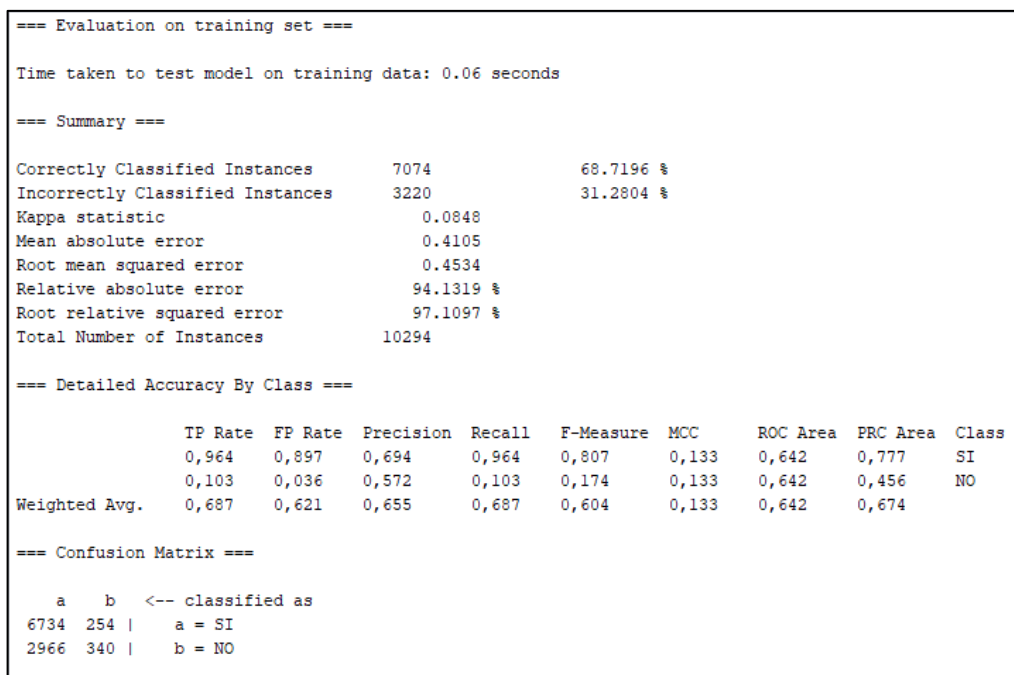 === Evaluation on training set ===
Time taken to test model on training data: 0.06 seconds
=== Summary ===
Correctly Classified Instances 7074 68.7196 %
Incorrectly Classified Instances 3220 31.2804 %
Kappa statistic 0.0848
Mean absolute error 0.4105
Root mean squared error 0.4534
Relative absolute error 94.1319 %
Root relative squared error 97.1097 %
Total Number of Instances 10294
=== Detailed Accuracy By Class ===
TP Rate FP Rate Precision Recall F-Measure MCC ROC Area PRC Area Class
0,964 0,897 0,694 0,964 0,807 0,133 0,642 0,777 SI
0,103 0,036 0,572 0,103 0,174 0,133 0,642 0,456 NO
Weighted Avg. 0,687 0,621 0,655 0,687 0,604 0,133 0,642 0,674
=== Confusion Matrix ===
a b <-- classified as
6734 254 | a = SI
2966 340 | b = NO